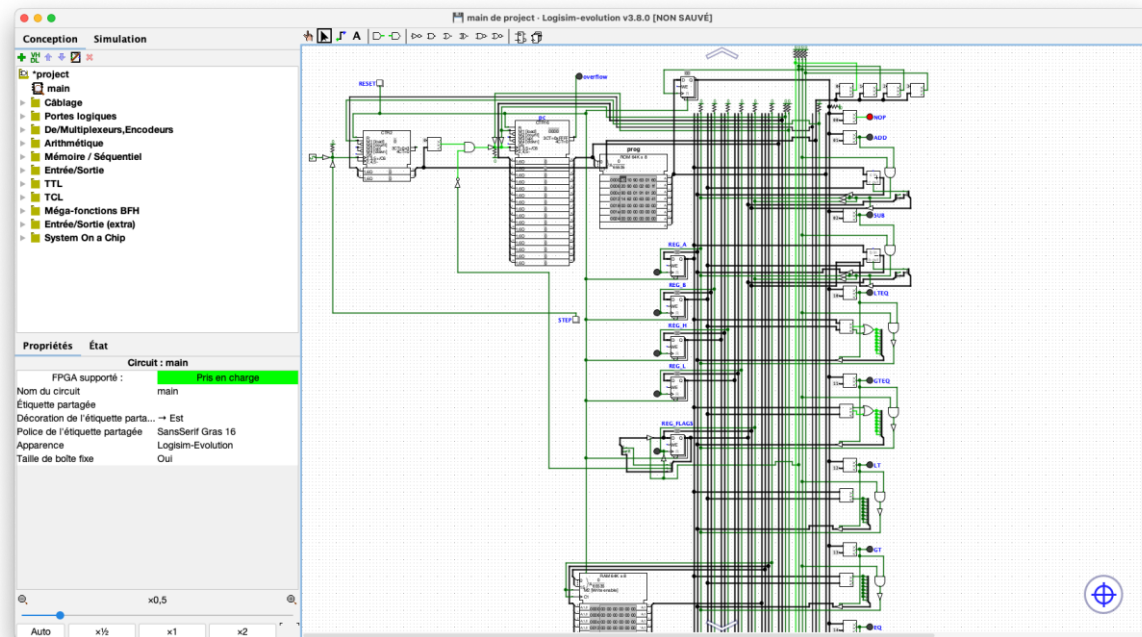 main de project - Logisim-evolution v3.8.0 [NON SAUVÉ]
Conception Simulation
*project
main
Câblage
Portes logiques
De/Multiplexeurs,Encodeurs
Arithmétique
Mémoire / Séquentiel
Entrée/Sortie
TTL
TCL
Méga-fonctions BFH
Entrée/Sortie (extra)
System On a Chip
Propriétés État
Circuit : main
FPGA supporté : Pris en charge
Nom du circuit main
Étiquette partagée
Décoration de l'étiquette parta... → Est
Police de l'étiquette partagée SansSerif Gras 16
Apparence Logisim-Evolution
Taille de boîte fixe Oui
×0,5
Auto ×½ ×1 ×2
RESET
overflow
PC
prog
NOP
ADD
SUB
REG_A
REG_B
LTEQ
STEP
REG_H
REG_L
GTEQ
REG_FLAGS
LT
GT
EQ